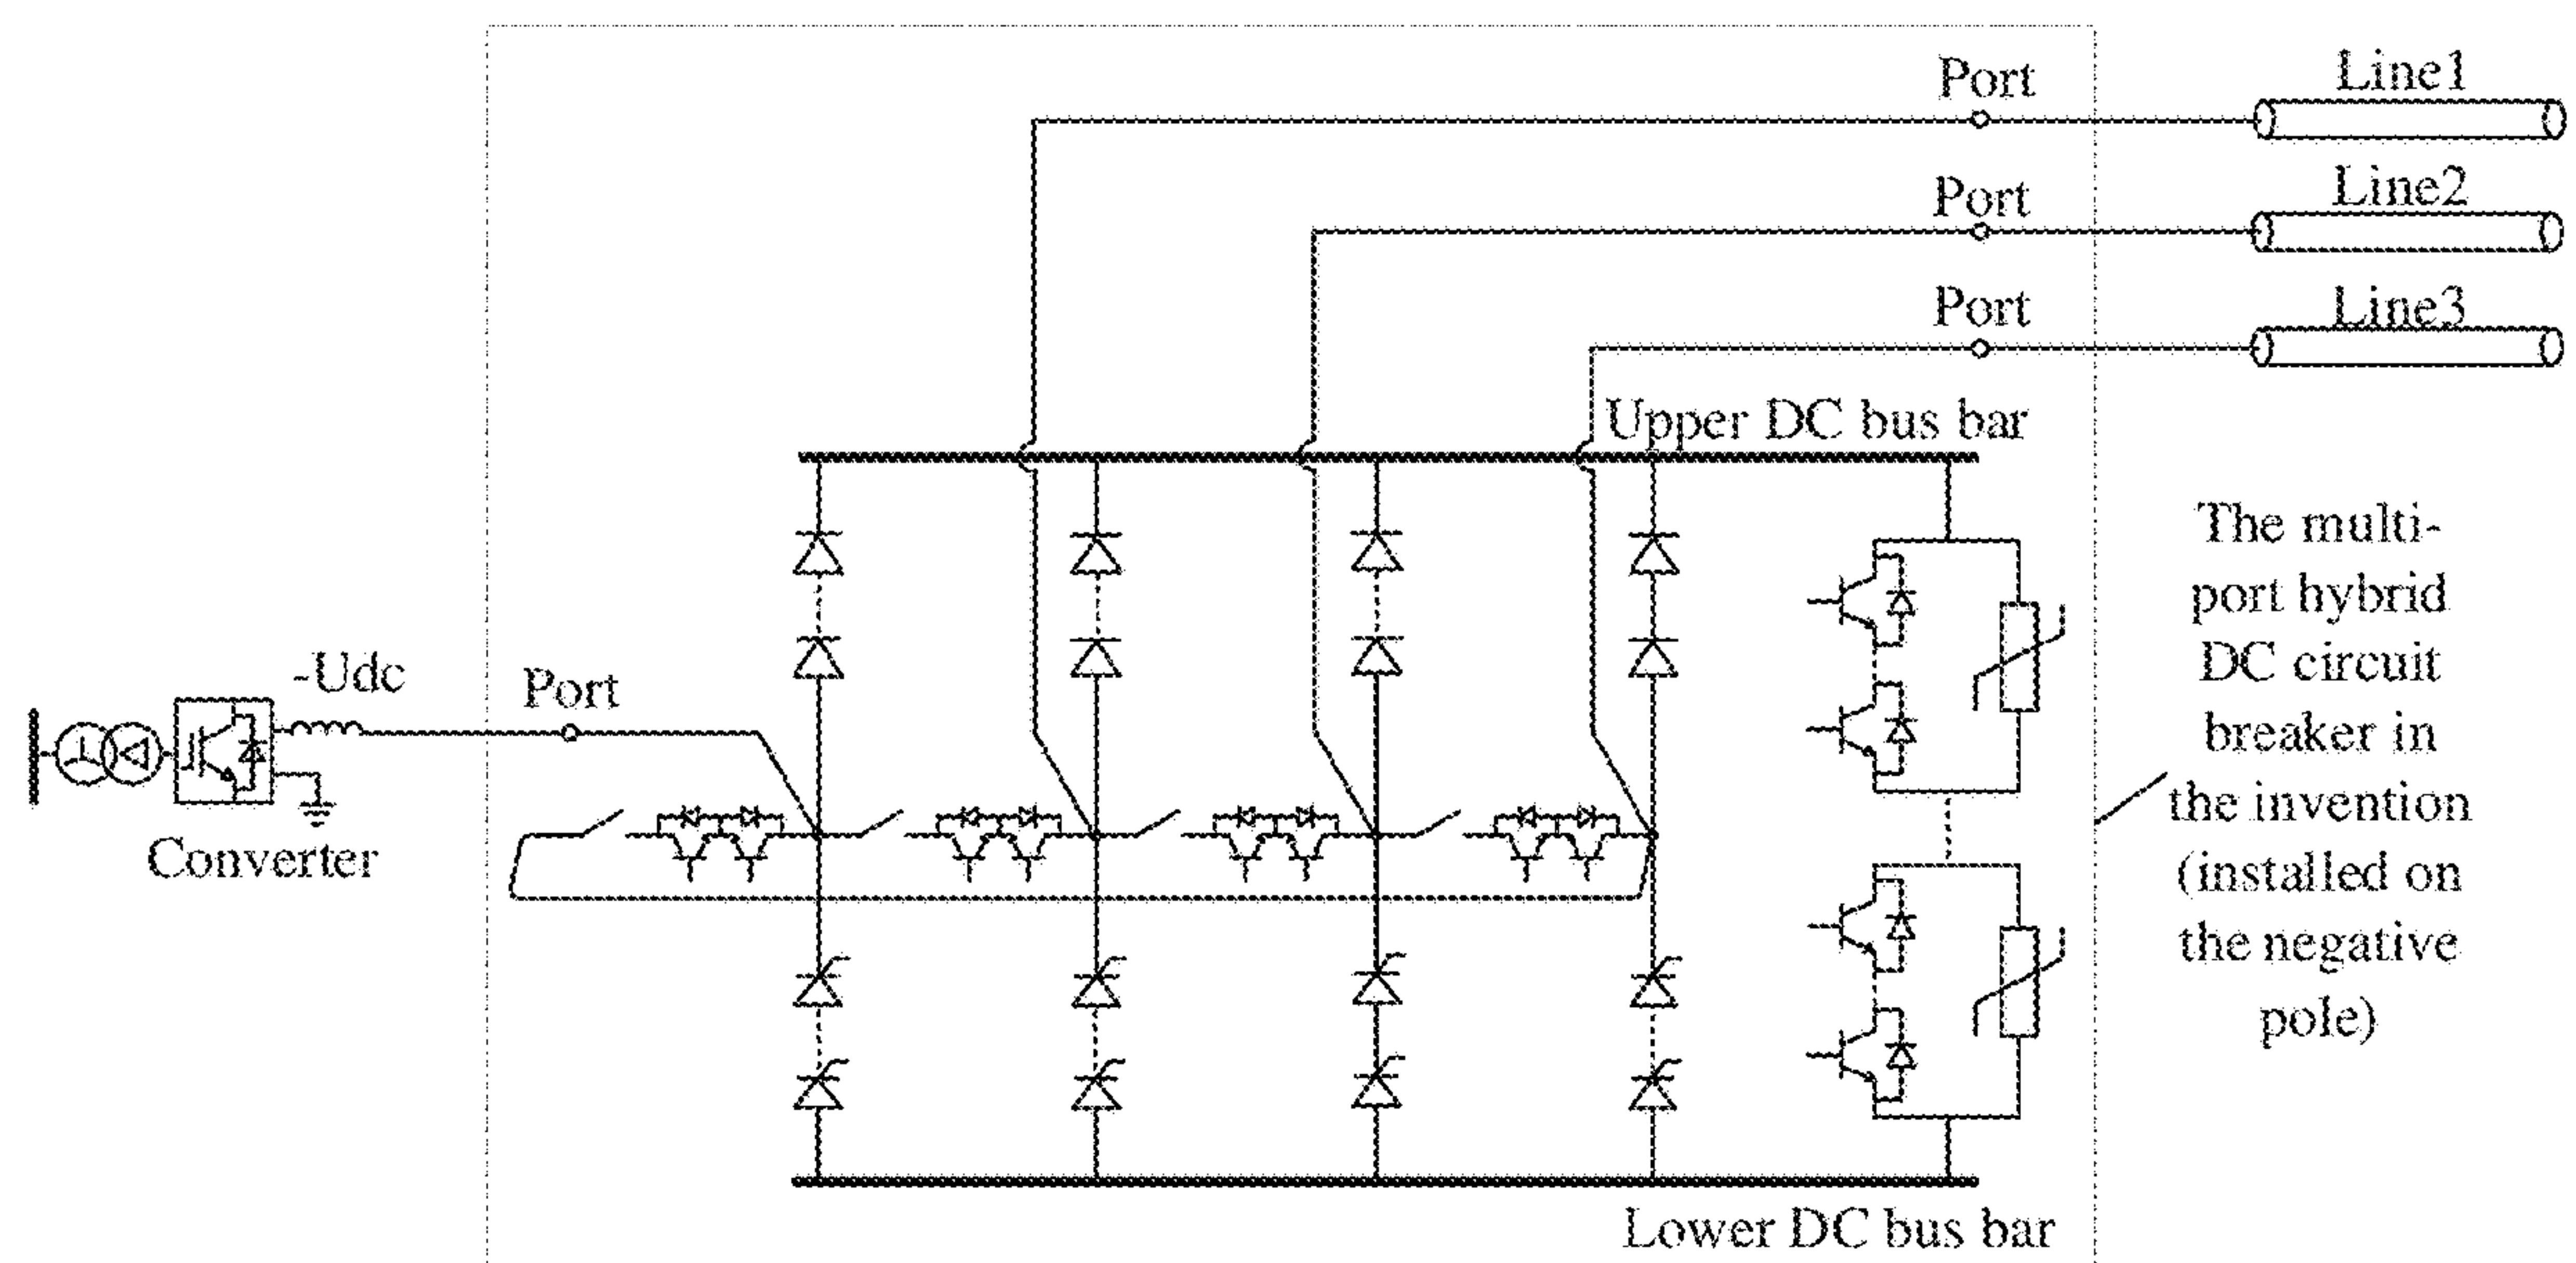 Port
Line1
Port
Line2
Port
Line3
Upper DC bus bar
-Udc
Port
Converter
The multi-
port hybrid
DC circuit
breaker in
the invention
(installed on
the negative
pole)
Lower DC bus bar